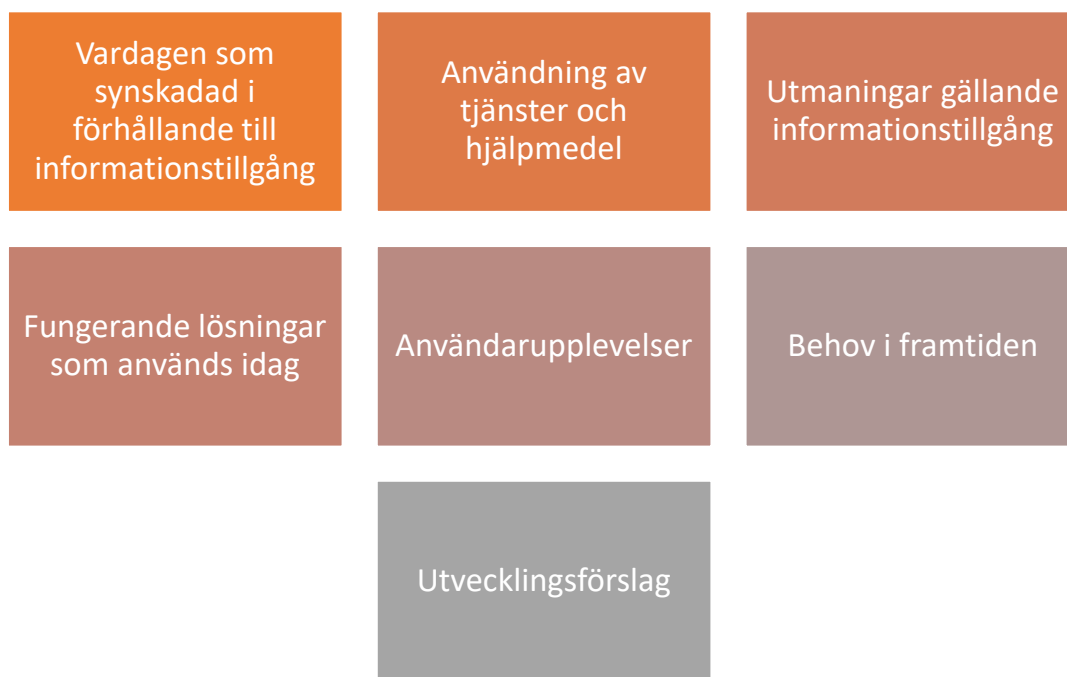 Vardagen som
synskadad i
förhållande till
informationstillgång
Användning av
tjänster och
hjälpmedel
Utmaningar gällande
informationstillgång
Fungerande lösningar
som används idag
Användarupplevelser
Behov i framtiden
Utvecklingsförslag